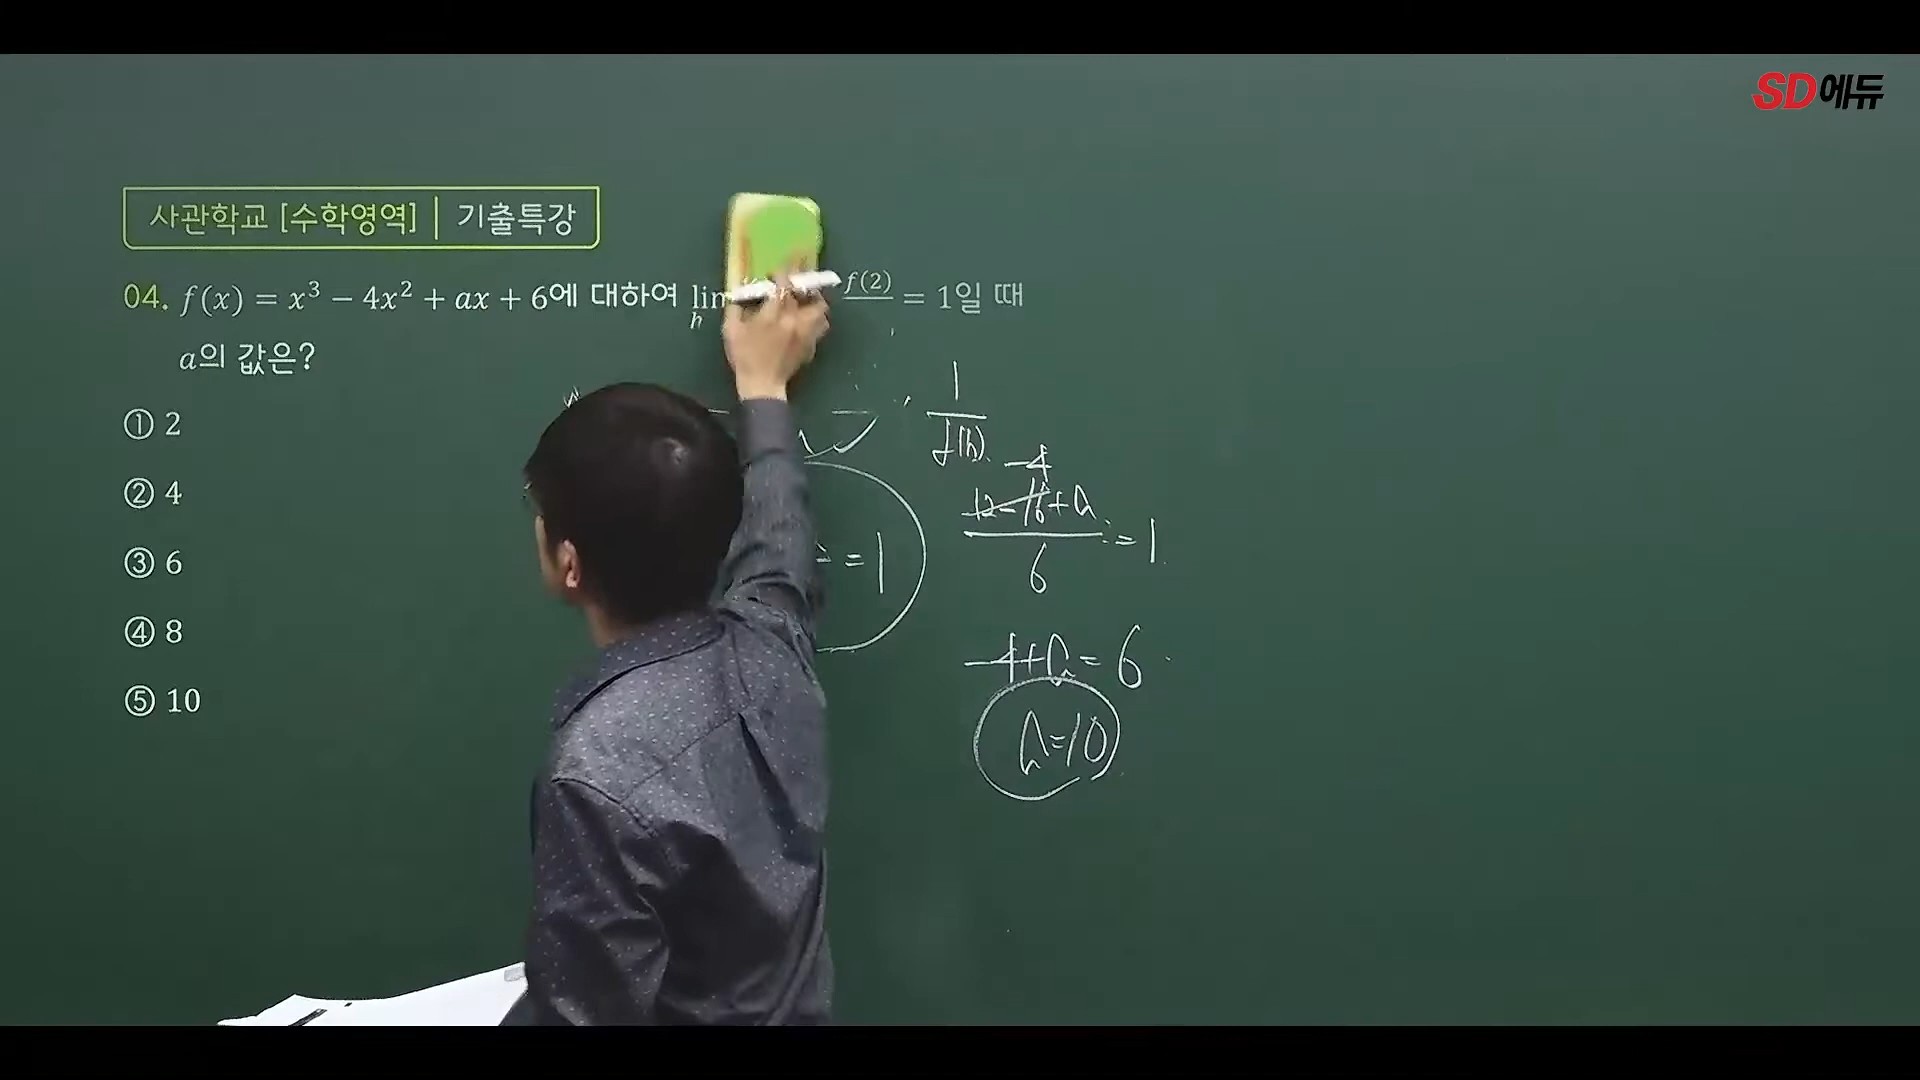 SD에듀
사관학교 [수학영역] | 기출특강
04. f(x) = x³ − 4x² + ax + 6에 대하여 lim h f(2) = 1일 때
a의 값은?
① 2
② 4
③ 6
④ 8
⑤ 10
1
f(h)
-4
12-16+a
6
=1
=1
-4+a=6
a=10